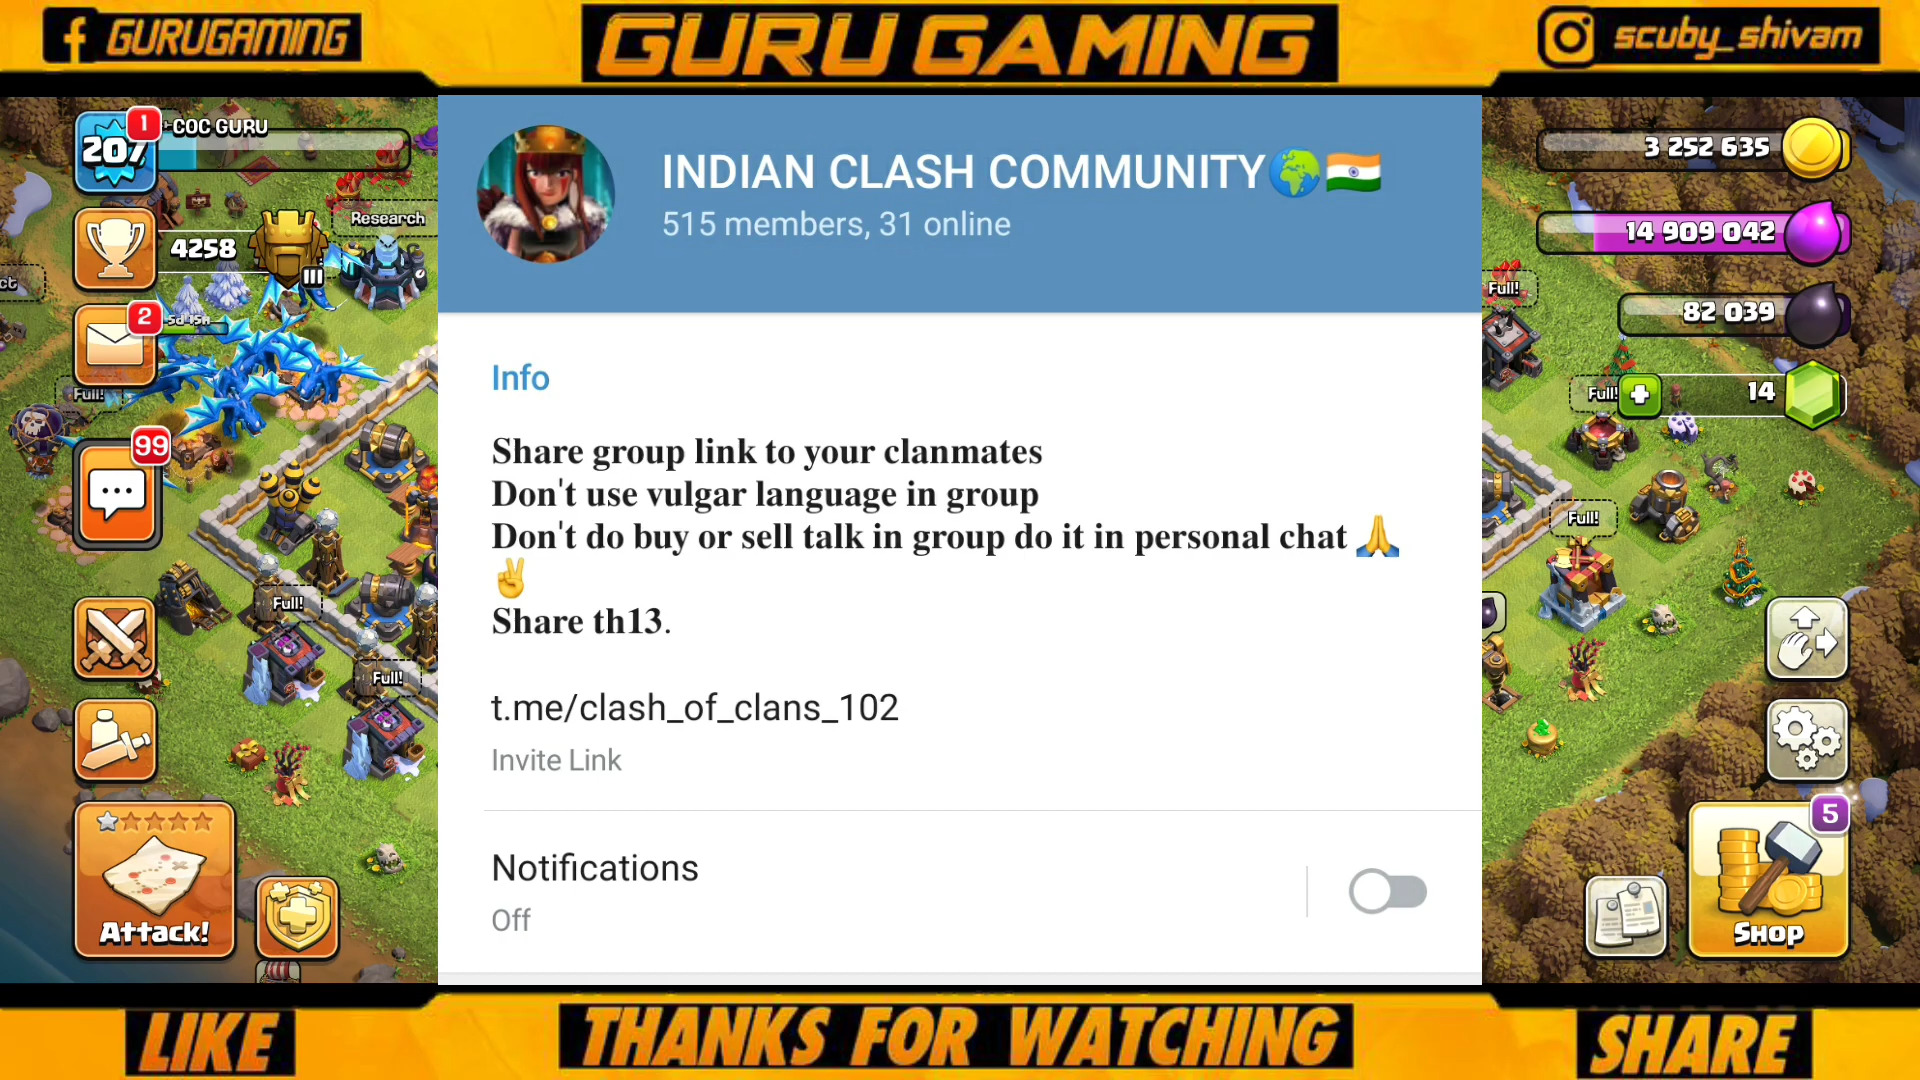 GURUGAMING
GURU GAMING
scuby_shivam
1
207
COC GURU
3 252 635
Research
4258
III
14 909 042
2
5d 15h
Full!
82 039
Full!
Full!
14
99
Full!
Full!
Full!
Attack!
5
Shop
INDIAN CLASH COMMUNITY🌍🇮🇳
515 members, 31 online
Info
Share group link to your clanmates
Don't use vulgar language in group
Don't do buy or sell talk in group do it in personal chat 🙏
✌
Share th13.
t.me/clash_of_clans_102
Invite Link
Notifications
Off
LIKE
THANKS FOR WATCHING
SHARE